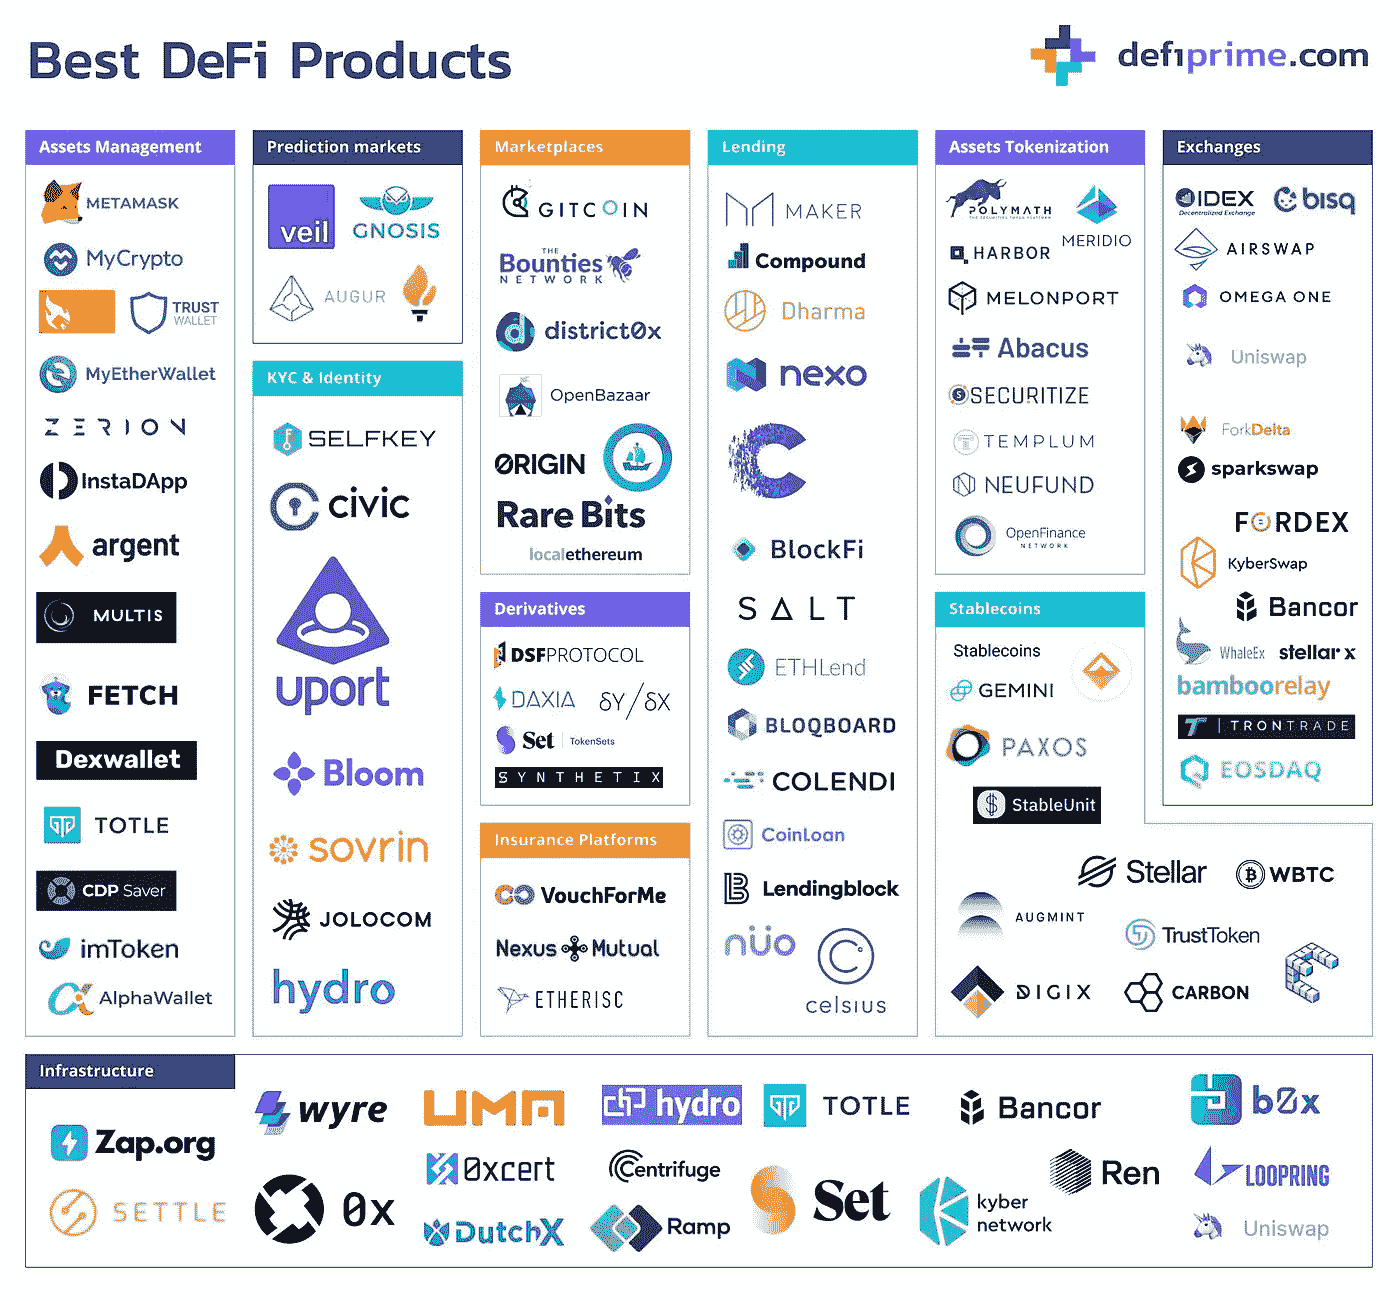 Best DeFi Products
defiprime.com
Assets Management
METAMASK
MyCrypto
TRUST
WALLET
MyEtherWallet
ZERION
InstaDApp
argent
MULTIS
FETCH
Dexwallet
TOTLE
CDP Saver
imToken
AlphaWallet
Prediction markets
veil
GNOSIS
AUGUR
KYC & Identity
SELFKEY
civic
uport
Bloom
sovrin
JOLOCOM
hydro
Marketplaces
GITCOIN
THE
Bounties
NETWORK
district0x
OpenBazaar
ORIGIN
Rare Bits
localethereum
Derivatives
DSFPROTOCOL
DAXIA
δY/δX
Set
TokenSets
SYNTHETIX
Insurance Platforms
VouchForMe
Nexus Mutual
ETHERISC
Lending
MAKER
Compound
Dharma
nexo
BlockFi
SALT
ETHLend
BLOQBOARD
COLENDI
CoinLoan
Lendingblock
nüo
celsius
Assets Tokenization
POLYMATH
MERIDIO
HARBOR
MELONPORT
Abacus
SECURITIZE
TEMPLUM
NEUFUND
OpenFinance
NETWORK
Stablecoins
Stablecoins
GEMINI
PAXOS
StableUnit
Stellar
WBTC
AUGMINT
TrustToken
DIGIX
CARBON
Exchanges
IDEX
Decentralized Exchange
bisq
AIRSWAP
OMEGA ONE
Uniswap
ForkDelta
sparkswap
FORDEX
KyberSwap
Bancor
WhaleEx
stellar x
bamboorelay
TRONTRADE
EOSDAQ
Infrastructure
Zap.org
SETTLE
wyre
0x
UMA
0xcert
DutchX
hydro
Centrifuge
Ramp
TOTLE
Set
Bancor
kyber
network
Ren
b0x
LOOPRING
Uniswap